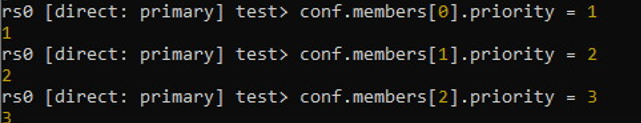 rs0 [direct: primary] test> conf.members[0].priority = 1
1
rs0 [direct: primary] test> conf.members[1].priority = 2
2
rs0 [direct: primary] test> conf.members[2].priority = 3
3